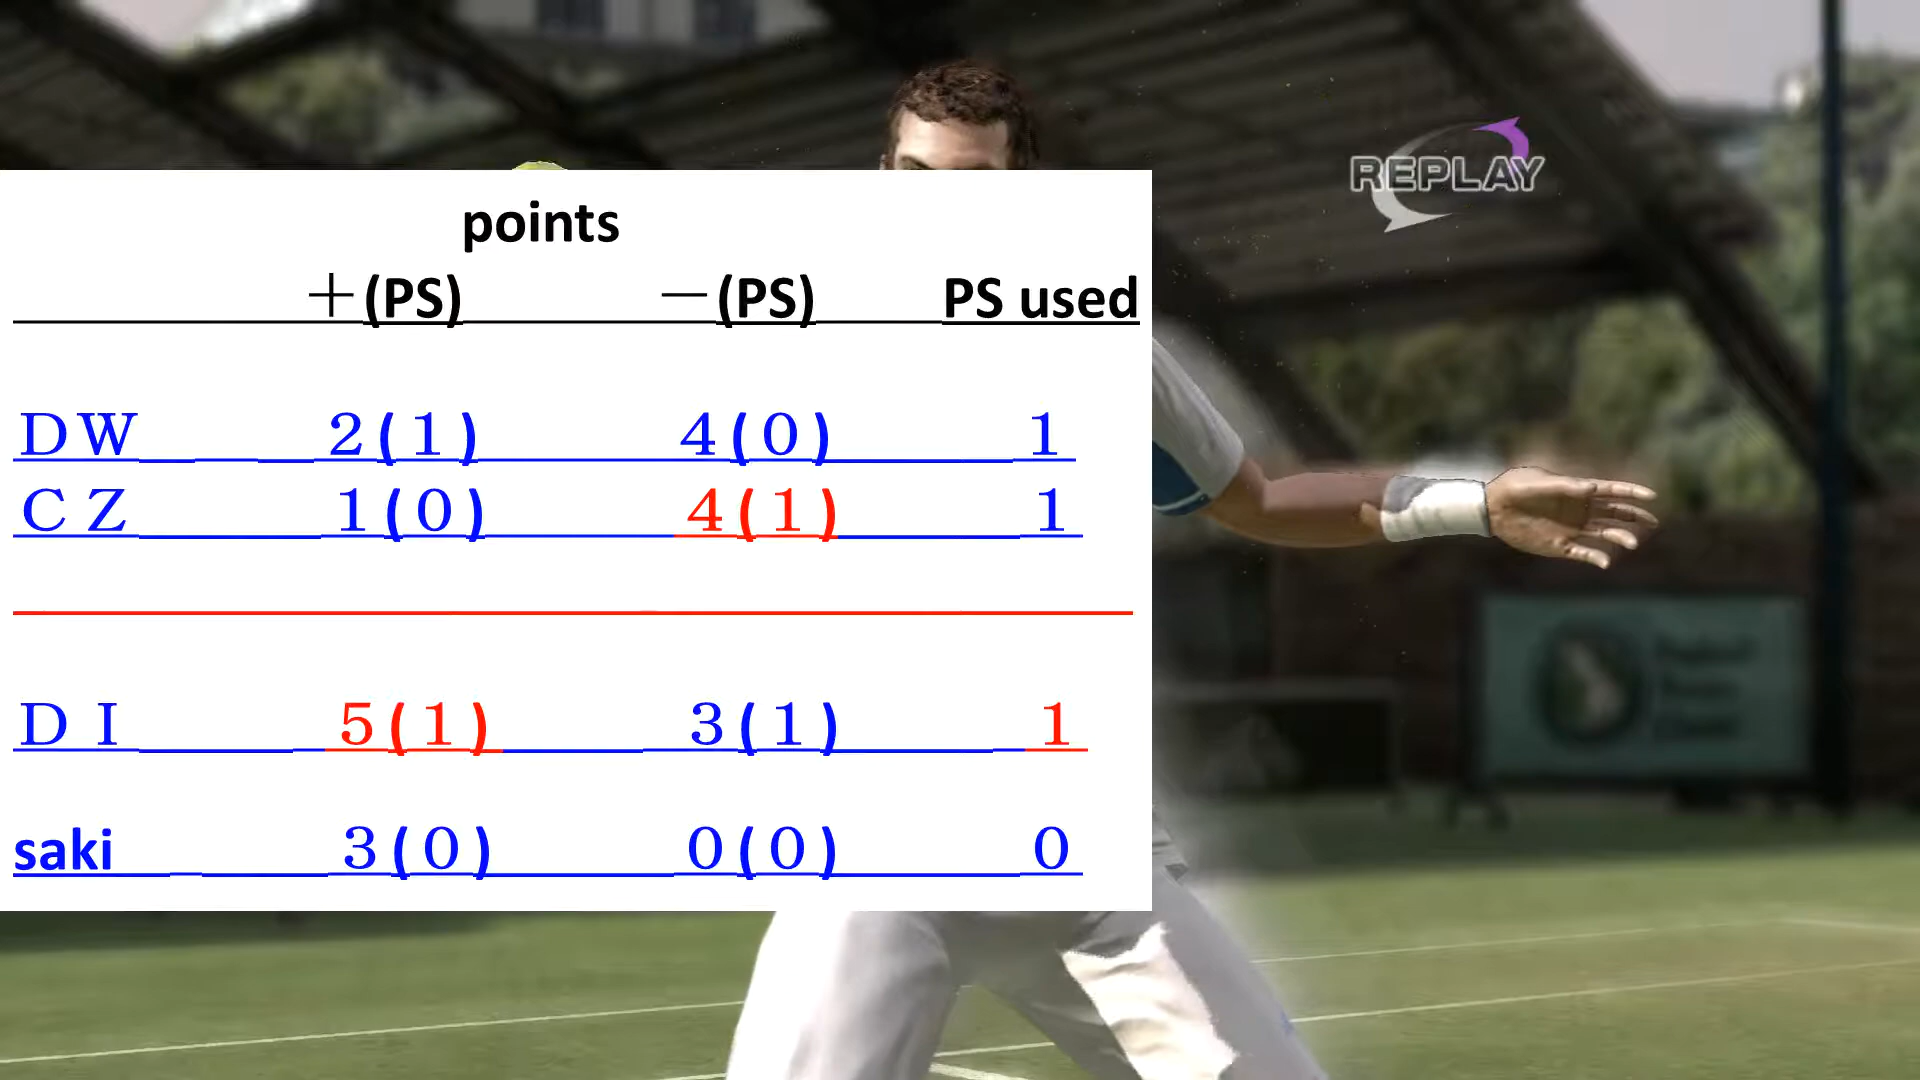 REPLAY
points
＋(PS) －(PS) PS used
ＤＷ ２(１) ４(０) １
ＣＺ １(０) ４(１) １
ＤＩ ５(１) ３(１) １
saki ３(０) ０(０) ０